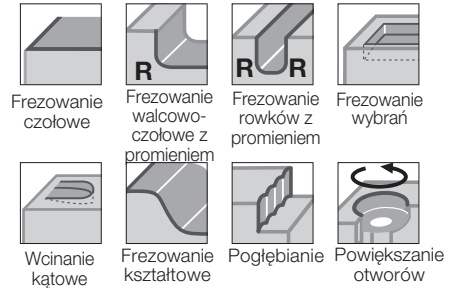 R
R R
Frezowanie
czołowe
Frezowanie
walcowo-
czołowe z
promieniem
Frezowanie
rowków z
promieniem
Frezowanie
wybrań
Wcinanie
kątowe
Frezowanie
kształtowe
Pogłębianie
Powiększanie
otworów